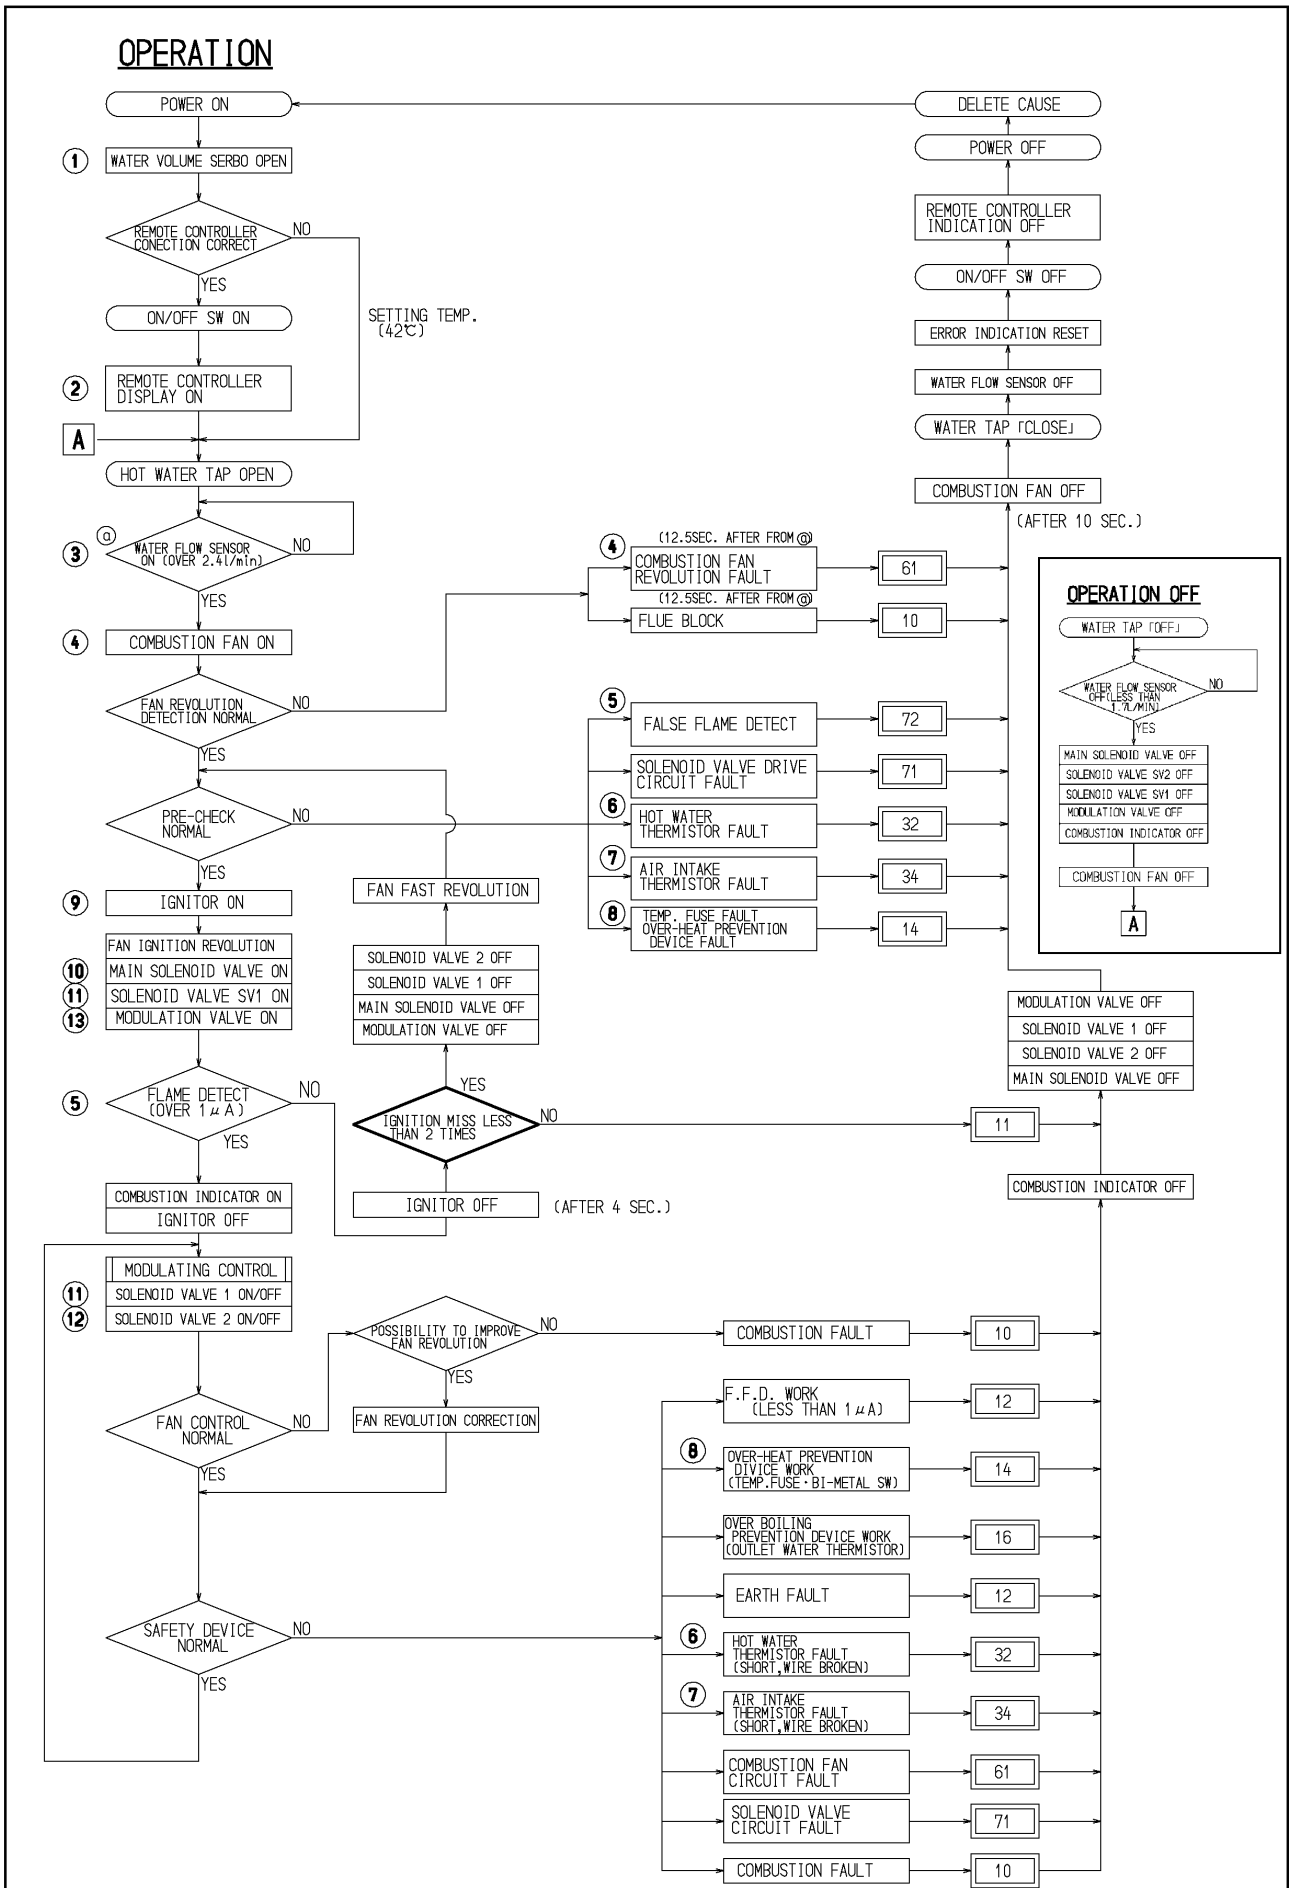 OPERATION
POWER ON
① WATER VOLUME SERBO OPEN
REMOTE CONTROLLER
CONECTION CORRECT
NO
YES
ON/OFF SW ON
SETTING TEMP.
(42℃)
② REMOTE CONTROLLER
DISPLAY ON
A
HOT WATER TAP OPEN
ⓐ
③ WATER FLOW SENSOR
ON (OVER 2.4l/min)
NO
YES
④ COMBUSTION FAN ON
FAN REVOLUTION
DETECTION NORMAL
NO
YES
PRE-CHECK
NORMAL
NO
YES
⑨ IGNITOR ON
FAN IGNITION REVOLUTION
⑩ MAIN SOLENOID VALVE ON
⑪ SOLENOID VALVE SV1 ON
⑬ MODULATION VALVE ON
⑤ FLAME DETECT
(OVER 1μA)
NO
YES
COMBUSTION INDICATOR ON
IGNITOR OFF
MODULATING CONTROL
⑪ SOLENOID VALVE 1 ON/OFF
⑫ SOLENOID VALVE 2 ON/OFF
FAN CONTROL
NORMAL
NO
YES
SAFETY DEVICE
NORMAL
NO
YES
FAN FAST REVOLUTION
SOLENOID VALVE 2 OFF
SOLENOID VALVE 1 OFF
MAIN SOLENOID VALVE OFF
MODULATION VALVE OFF
YES
IGNITION MISS LESS
THAN 2 TIMES
NO
11
IGNITOR OFF
(AFTER 4 SEC.)
POSSIBILITY TO IMPROVE
FAN REVOLUTION
NO
YES
FAN REVOLUTION CORRECTION
(12.5SEC. AFTER FROM ⓐ)
④ COMBUSTION FAN
REVOLUTION FAULT
61
(12.5SEC. AFTER FROM ⓐ)
FLUE BLOCK
10
⑤ FALSE FLAME DETECT
72
SOLENOID VALVE DRIVE
CIRCUIT FAULT
71
⑥ HOT WATER
THERMISTOR FAULT
32
⑦ AIR INTAKE
THERMISTOR FAULT
34
⑧ TEMP. FUSE FAULT
OVER-HEAT PREVENTION
DEVICE FAULT
14
COMBUSTION FAULT
10
F.F.D. WORK
(LESS THAN 1μA)
12
⑧ OVER-HEAT PREVENTION
DIVICE WORK
(TEMP.FUSE・BI-METAL SW)
14
OVER BOILING
PREVENTION DEVICE WORK
(OUTLET WATER THERMISTOR)
16
EARTH FAULT
12
⑥ HOT WATER
THERMISTOR FAULT
(SHORT,WIRE BROKEN)
32
⑦ AIR INTAKE
THERMISTOR FAULT
(SHORT,WIRE BROKEN)
34
COMBUSTION FAN
CIRCUIT FAULT
61
SOLENOID VALVE
CIRCUIT FAULT
71
COMBUSTION FAULT
10
DELETE CAUSE
POWER OFF
REMOTE CONTROLLER
INDICATION OFF
ON/OFF SW OFF
ERROR INDICATION RESET
WATER FLOW SENSOR OFF
WATER TAP「CLOSE」
COMBUSTION FAN OFF
(AFTER 10 SEC.)
OPERATION OFF
WATER TAP「OFF」
WATER FLOW SENSOR
OFF(LESS THAN
1.7L/MIN)
NO
YES
MAIN SOLENOID VALVE OFF
SOLENOID VALVE SV2 OFF
SOLENOID VALVE SV1 OFF
MODULATION VALVE OFF
COMBUSTION INDICATOR OFF
COMBUSTION FAN OFF
A
MODULATION VALVE OFF
SOLENOID VALVE 1 OFF
SOLENOID VALVE 2 OFF
MAIN SOLENOID VALVE OFF
COMBUSTION INDICATOR OFF